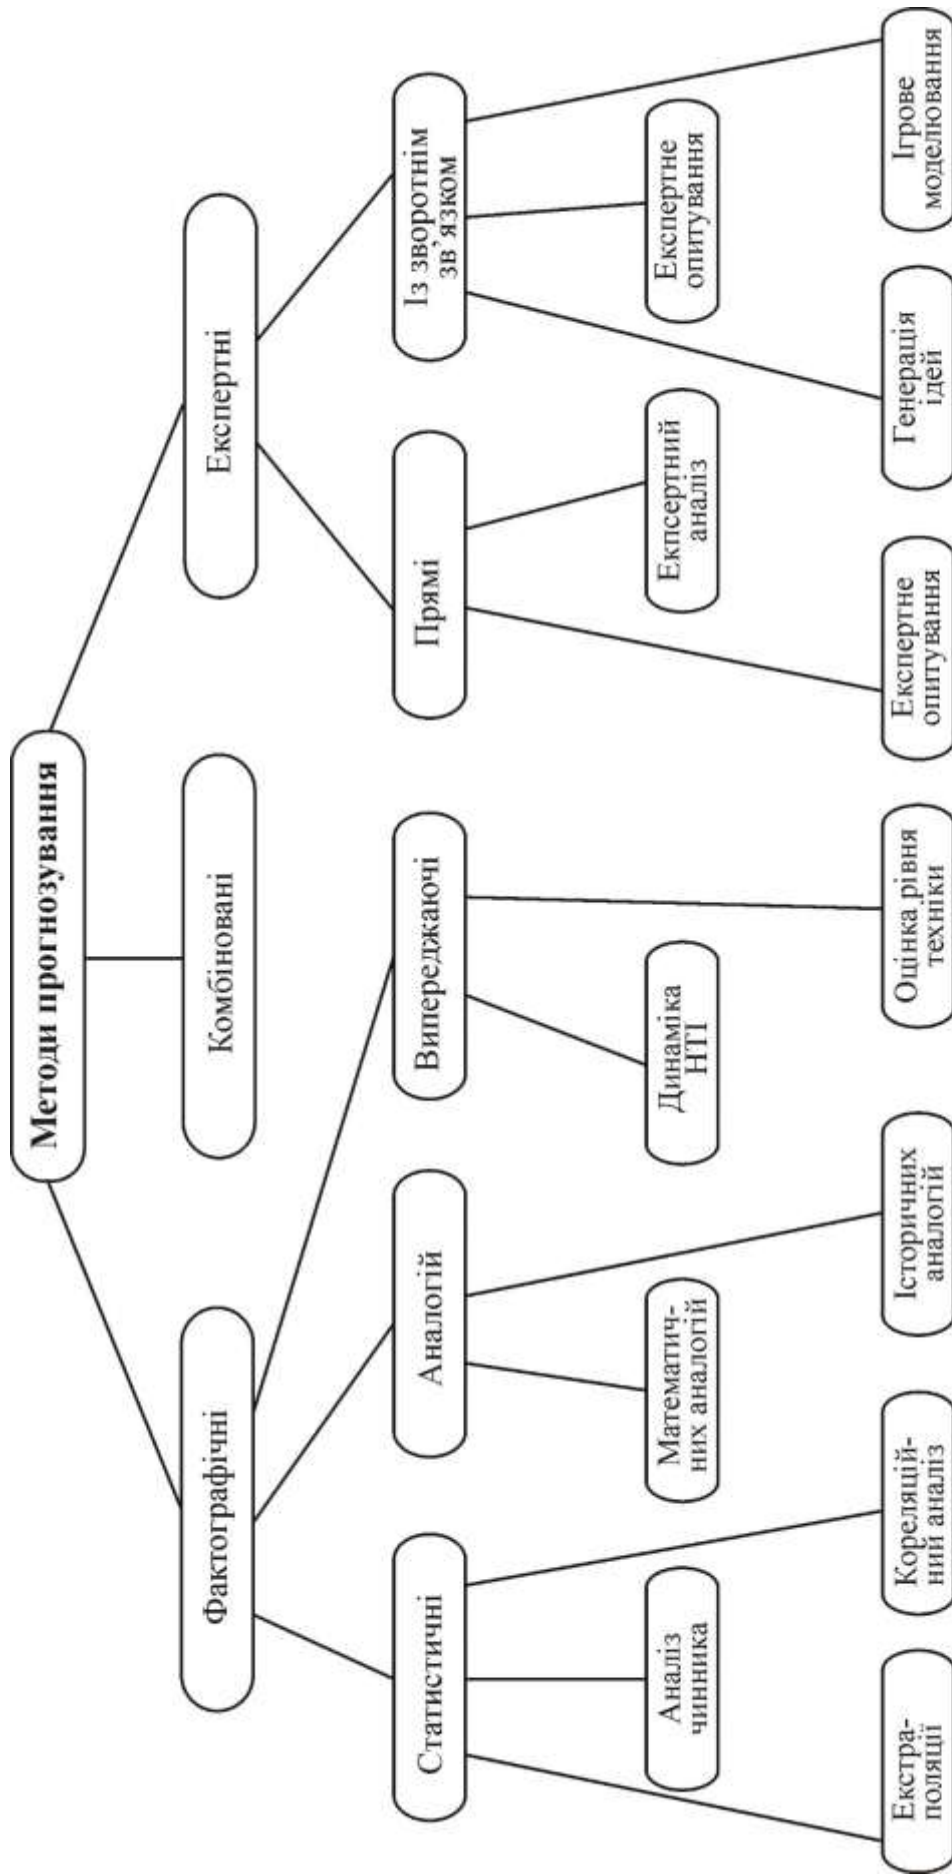 Методи прогнозування
Фактографічні
Комбіновані
Експертні
Статистичні
Аналогій
Випереджаючі
Прямі
Із зворотнім
зв’язком
Аналіз
чинника
Математич-
них аналогій
Динаміка
НТІ
Екпсертний
аналіз
Експертне
опитування
Екстра-
поляції
Кореляцій-
ний аналіз
Історичних
аналогій
Оцінка рівня
техніки
Експертне
опитування
Генерація
ідей
Ігрове
моделювання